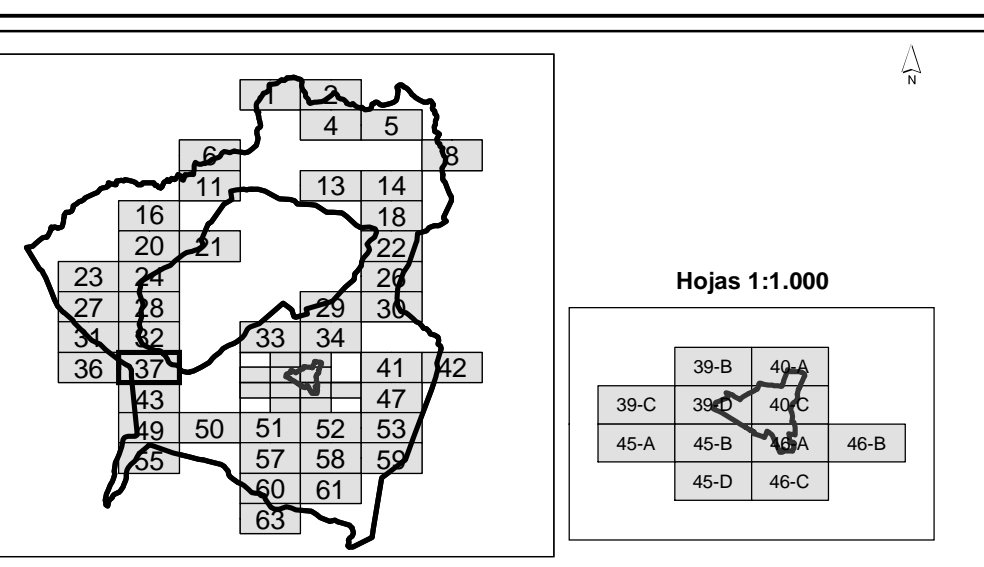 N
1 2
4 5
6 8
11 13 14
16 18
20 21 22
23 24 26
27 28 29 30
31 32 33 34
36 37 41 42
43 47
49 50 51 52 53
55 57 58 59
60 61
63
Hojas 1:1.000
39-B 40-A
39-C 39-D 40-C
45-A 45-B 46-A 46-B
45-D 46-C